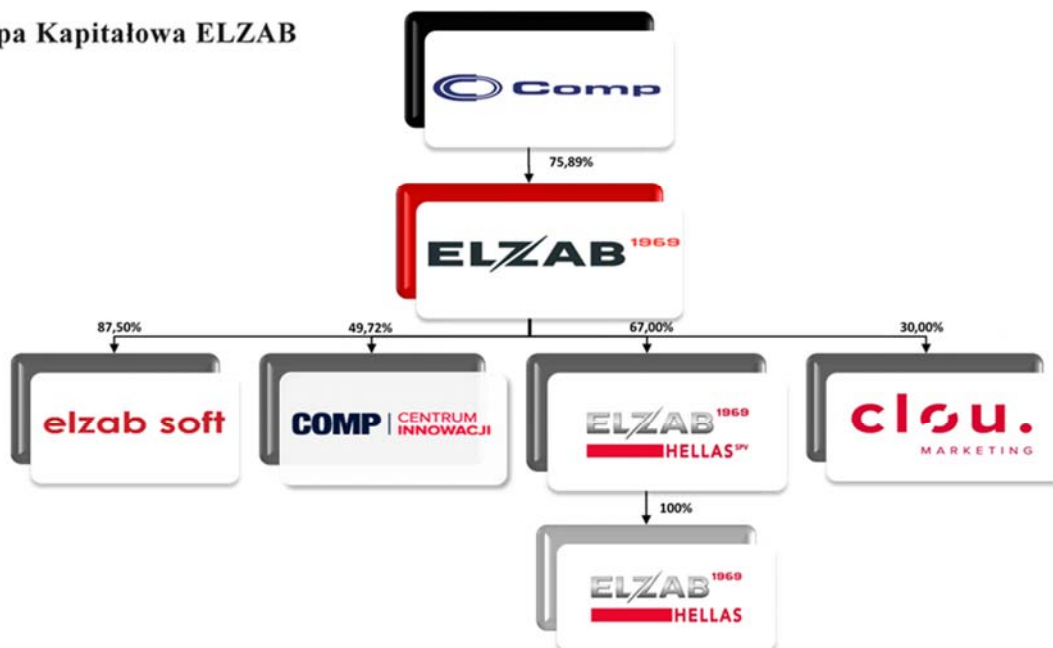 pa Kapitałowa ELZAB
Comp
75,89%
ELZAB 1969
87,50%
49,72%
67,00%
30,00%
elzab soft
COMP | CENTRUM
INNOWACJI
ELZAB 1969
HELLAS SPV
clou.
MARKETING
100%
ELZAB 1969
HELLAS